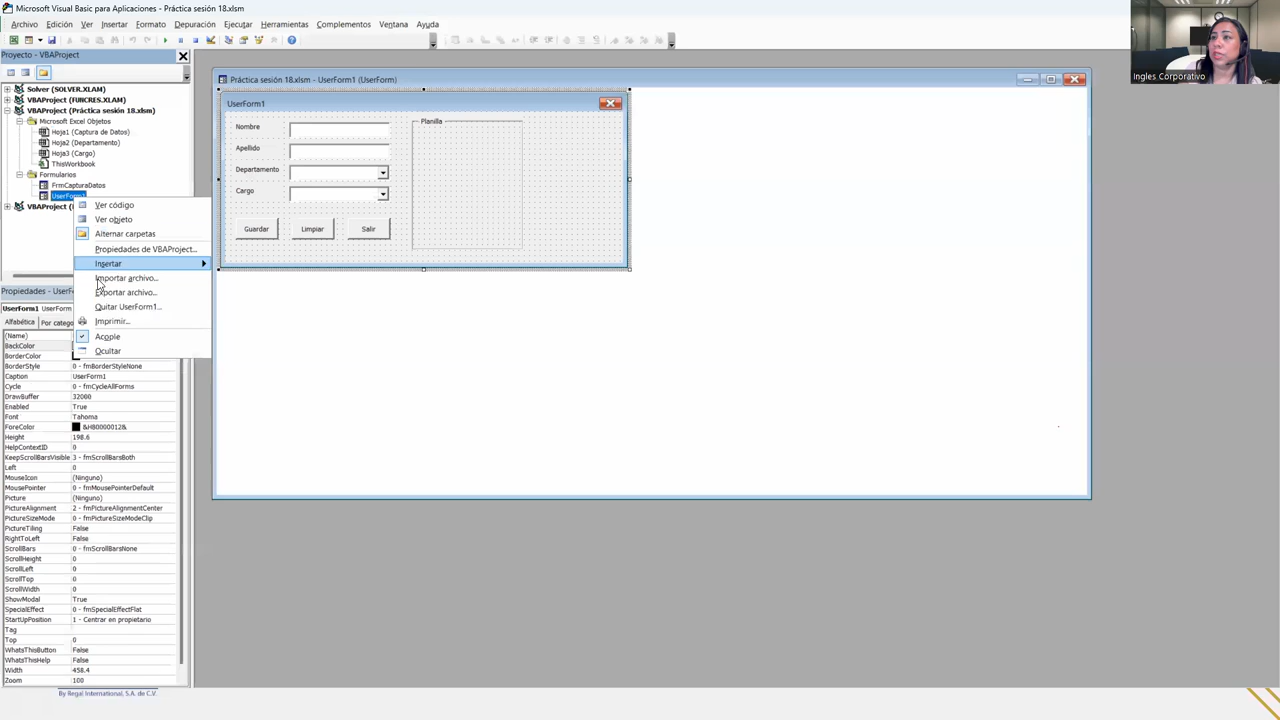 Microsoft Visual Basic para Aplicaciones - Práctica sesión 18.xlsm
Archivo Edición Ver Insertar Formato Depuración Ejecutar Herramientas Complementos Ventana Ayuda
Proyecto - VBAProject
Solver (SOLVER.XLAM)
VBAProject (FUNCRES.XLAM)
VBAProject (Práctica sesión 18.xlsm)
Microsoft Excel Objetos
Hoja1 (Captura de Datos)
Hoja2 (Departamento)
Hoja3 (Cargo)
ThisWorkbook
Formularios
FrmCapturaDatos
UserForm1
VBAProject
Ver código
Ver objeto
Alternar carpetas
Propiedades de VBAProject...
Insertar
Importar archivo...
Exportar archivo...
Quitar UserForm1...
Imprimir...
Acople
Ocultar
Propiedades
UserForm1 UserForm
Alfabética Por catego
(Name)
BackColor
BorderColor
BorderStyle 0 - fmBorderStyleNone
Caption UserForm1
Cycle 0 - fmCycleAllForms
DrawBuffer 32000
Enabled True
Font Tahoma
ForeColor &H80000012&
Height 198.6
HelpContextID 0
KeepScrollBarsVisible 3 - fmScrollBarsBoth
Left 0
MouseIcon (Ninguno)
MousePointer 0 - fmMousePointerDefault
Picture (Ninguno)
PictureAlignment 2 - fmPictureAlignmentCenter
PictureSizeMode 0 - fmPictureSizeModeClip
PictureTiling False
RightToLeft False
ScrollBars 0 - fmScrollBarsNone
ScrollHeight 0
ScrollLeft 0
ScrollTop 0
ScrollWidth 0
ShowModal True
SpecialEffect 0 - fmSpecialEffectFlat
StartUpPosition 1 - Centrar en propietario
Tag
Top 0
WhatsThisButton False
WhatsThisHelp False
Width 458.4
Zoom 100
By Regal International, S.A. de C.V.
Práctica sesión 18.xlsm - UserForm1 (UserForm)
UserForm1
Nombre
Apellido
Departamento
Cargo
Guardar Limpiar Salir
Planilla
Ingles Corporativo